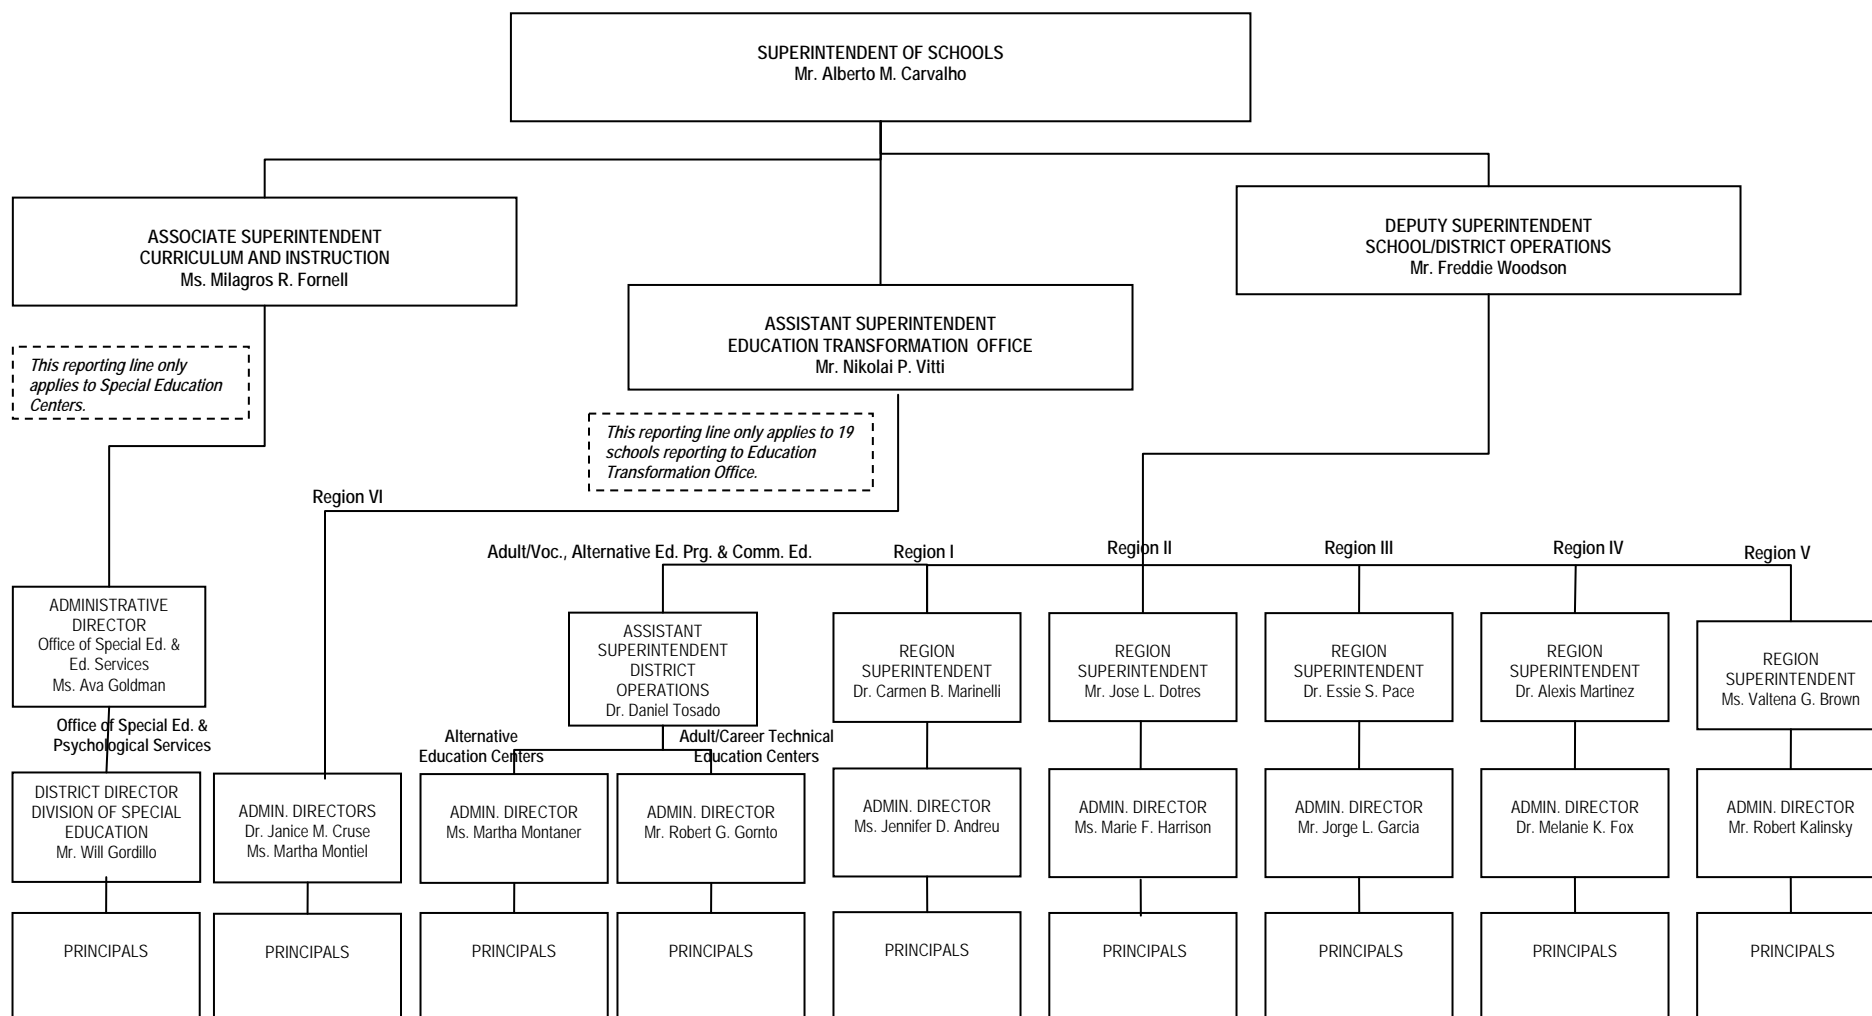 SUPERINTENDENT OF SCHOOLS
Mr. Alberto M. Carvalho
ASSOCIATE SUPERINTENDENT
CURRICULUM AND INSTRUCTION
Ms. Milagros R. Fornell
DEPUTY SUPERINTENDENT
SCHOOL/DISTRICT OPERATIONS
Mr. Freddie Woodson
ASSISTANT SUPERINTENDENT
EDUCATION TRANSFORMATION OFFICE
Mr. Nikolai P. Vitti
This reporting line only
applies to Special Education
Centers.
This reporting line only applies to 19
schools reporting to Education
Transformation Office.
Region VI
Adult/Voc., Alternative Ed. Prg. & Comm. Ed.
Region I
Region II
Region III
Region IV
Region V
ADMINISTRATIVE
DIRECTOR
Office of Special Ed. &
Ed. Services
Ms. Ava Goldman
ASSISTANT
SUPERINTENDENT
DISTRICT
OPERATIONS
Dr. Daniel Tosado
REGION
SUPERINTENDENT
Dr. Carmen B. Marinelli
REGION
SUPERINTENDENT
Mr. Jose L. Dotres
REGION
SUPERINTENDENT
Dr. Essie S. Pace
REGION
SUPERINTENDENT
Dr. Alexis Martinez
REGION
SUPERINTENDENT
Ms. Valtena G. Brown
Office of Special Ed. &
Psychological Services
Alternative
Education Centers
Adult/Career Technical
Education Centers
DISTRICT DIRECTOR
DIVISION OF SPECIAL
EDUCATION
Mr. Will Gordillo
ADMIN. DIRECTORS
Dr. Janice M. Cruse
Ms. Martha Montiel
ADMIN. DIRECTOR
Ms. Martha Montaner
ADMIN. DIRECTOR
Mr. Robert G. Gornto
ADMIN. DIRECTOR
Ms. Jennifer D. Andreu
ADMIN. DIRECTOR
Ms. Marie F. Harrison
ADMIN. DIRECTOR
Mr. Jorge L. Garcia
ADMIN. DIRECTOR
Dr. Melanie K. Fox
ADMIN. DIRECTOR
Mr. Robert Kalinsky
PRINCIPALS
PRINCIPALS
PRINCIPALS
PRINCIPALS
PRINCIPALS
PRINCIPALS
PRINCIPALS
PRINCIPALS
PRINCIPALS